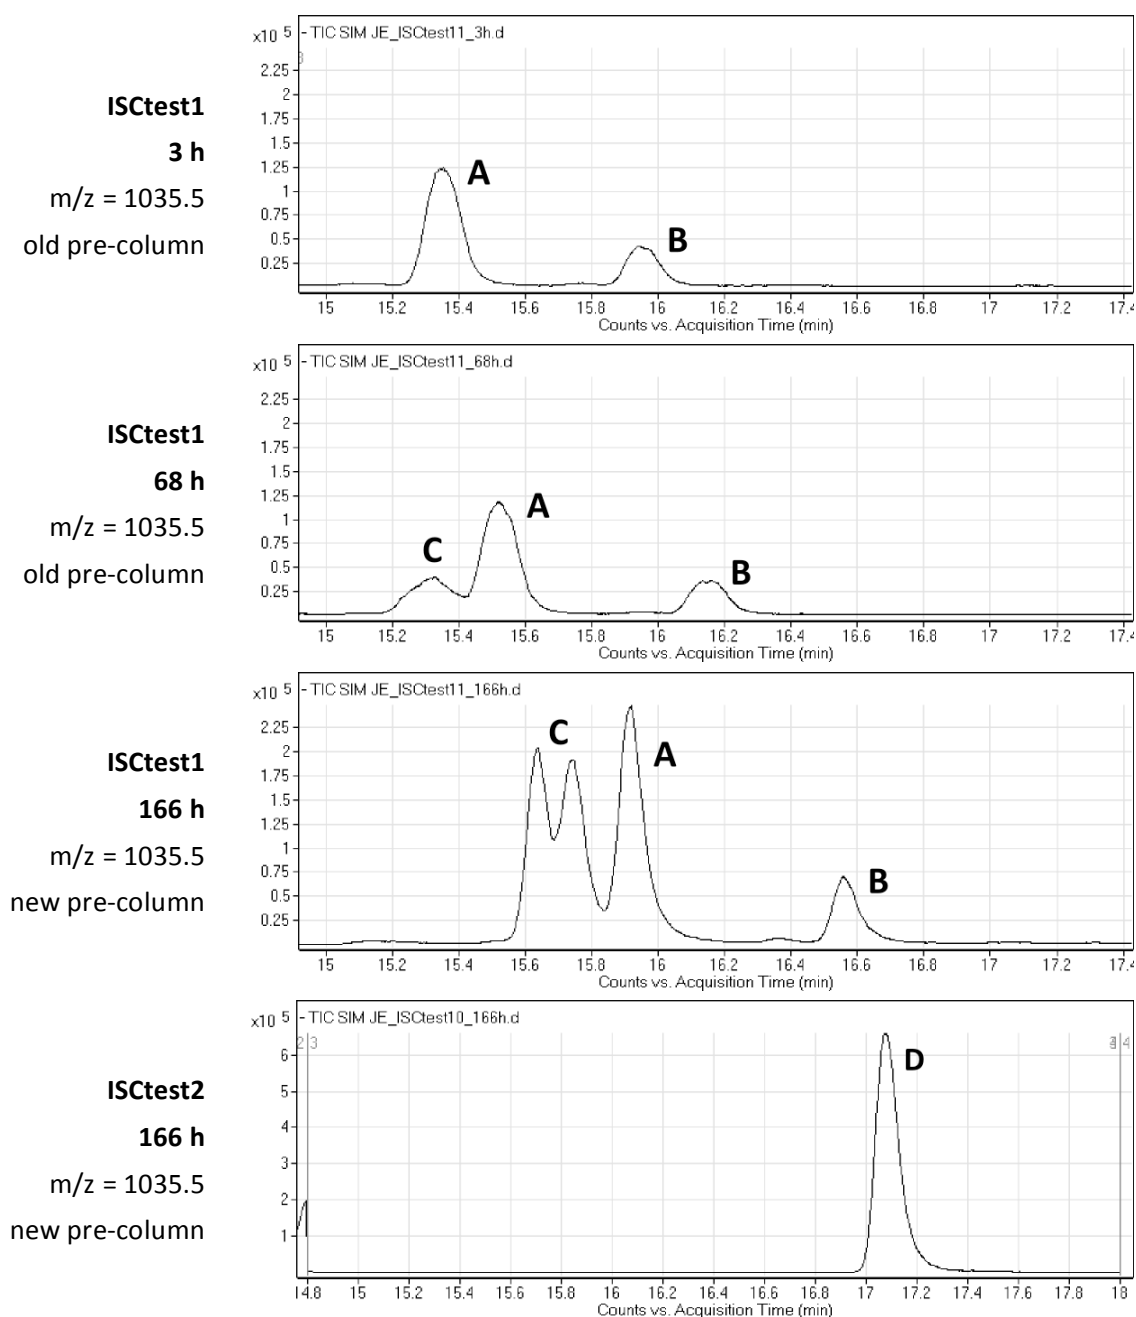 x10 5 - TIC SIM JE_ISCtest11_3h.d
3
2.25
2
1.75
1.5
1.25
1
0.75
0.5
0.25
A
B
ISCtest1
3 h
m/z = 1035.5
old pre-column
15 15.2 15.4 15.6 15.8 16 16.2 16.4 16.6 16.8 17 17.2 17.4
Counts vs. Acquisition Time (min)
x10 5 - TIC SIM JE_ISCtest11_68h.d
2.25
2
1.75
1.5
1.25
1
0.75
0.5
0.25
C
A
B
ISCtest1
68 h
m/z = 1035.5
old pre-column
15 15.2 15.4 15.6 15.8 16 16.2 16.4 16.6 16.8 17 17.2 17.4
Counts vs. Acquisition Time (min)
x10 5 - TIC SIM JE_ISCtest11_166h.d
2.25
2
1.75
1.5
1.25
1
0.75
0.5
0.25
C
A
B
ISCtest1
166 h
m/z = 1035.5
new pre-column
15 15.2 15.4 15.6 15.8 16 16.2 16.4 16.6 16.8 17 17.2 17.4
Counts vs. Acquisition Time (min)
x10 5 - TIC SIM JE_ISCtest10_166h.d
2 3
6
5
4
3
2
1
D
ISCtest2
166 h
m/z = 1035.5
new pre-column
14.8 15 15.2 15.4 15.6 15.8 16 16.2 16.4 16.6 16.8 17 17.2 17.4 17.6 17.8 18
Counts vs. Acquisition Time (min)